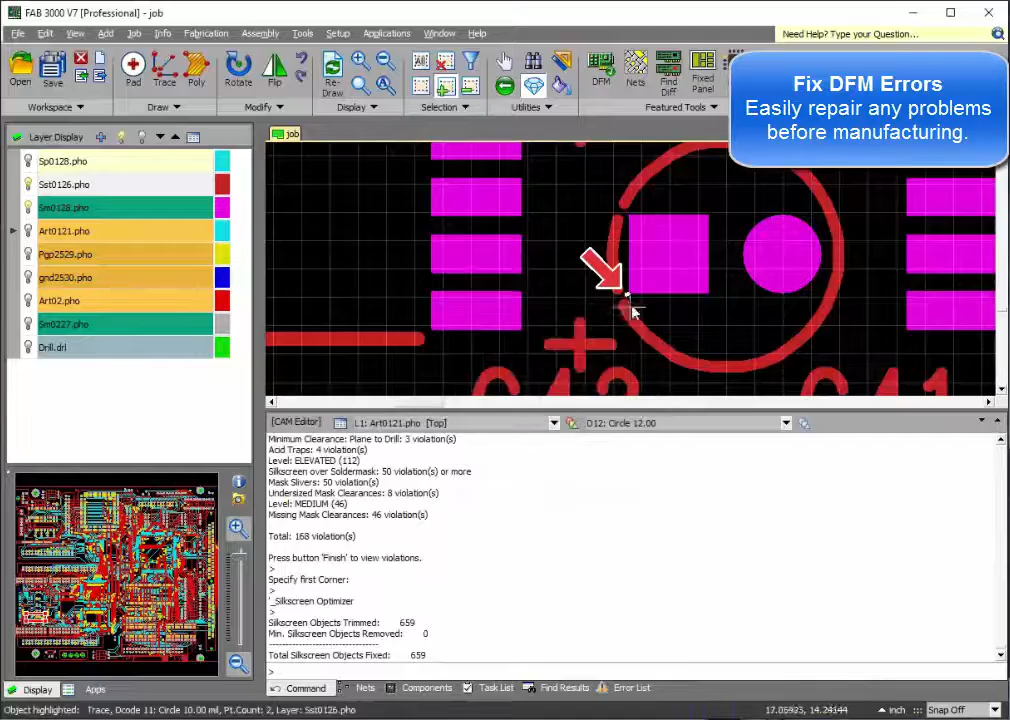 FAB 3000 V7 [Professional] - job
File Edit View Add Job Info Fabrication Assembly Tools Setup Applications Window Help
Need Help? Type your Question...
Open Save Pad Trace Poly Rotate Flip Re-Draw DFM Nets Find Diff Fixed Panel
Workspace Draw Modify Display Selection Utilities Featured Tools
Fix DFM Errors
Easily repair any problems
before manufacturing.
Layer Display
job
Sp0128.pho
Sst0126.pho
Sm0128.pho
Art0121.pho
Pgp2529.pho
gnd2530.pho
Art02.pho
Sm0227.pho
Drill.drl
[CAM Editor] L1: Art0121.pho [Top] D12: Circle 12.00
Minimum Clearance: Plane to Drill: 3 violation(s)
Acid Traps: 4 violation(s)
Level: ELEVATED (112)
Silkscreen over Soldermask: 50 violation(s) or more
Mask Slivers: 50 violation(s)
Undersized Mask Clearances: 8 violation(s)
Level: MEDIUM (46)
Missing Mask Clearances: 46 violation(s)
Total: 168 violation(s)
Press button 'Finish' to view violations.
>
Specify first Corner:
>
'_Silkscreen Optimizer
>
Silkscreen Objects Trimmed: 659
Min. Silkscreen Objects Removed: 0
Total Silkscreen Objects Fixed: 659
>
Display Apps
Command Nets Components Task List Find Results Error List
Object highlighted: Trace, Dcode 11: Circle 10.00 mil, Pt.Count: 2, Layer: Sst0126.pho 17.05923, 14.24144 inch Snap Off